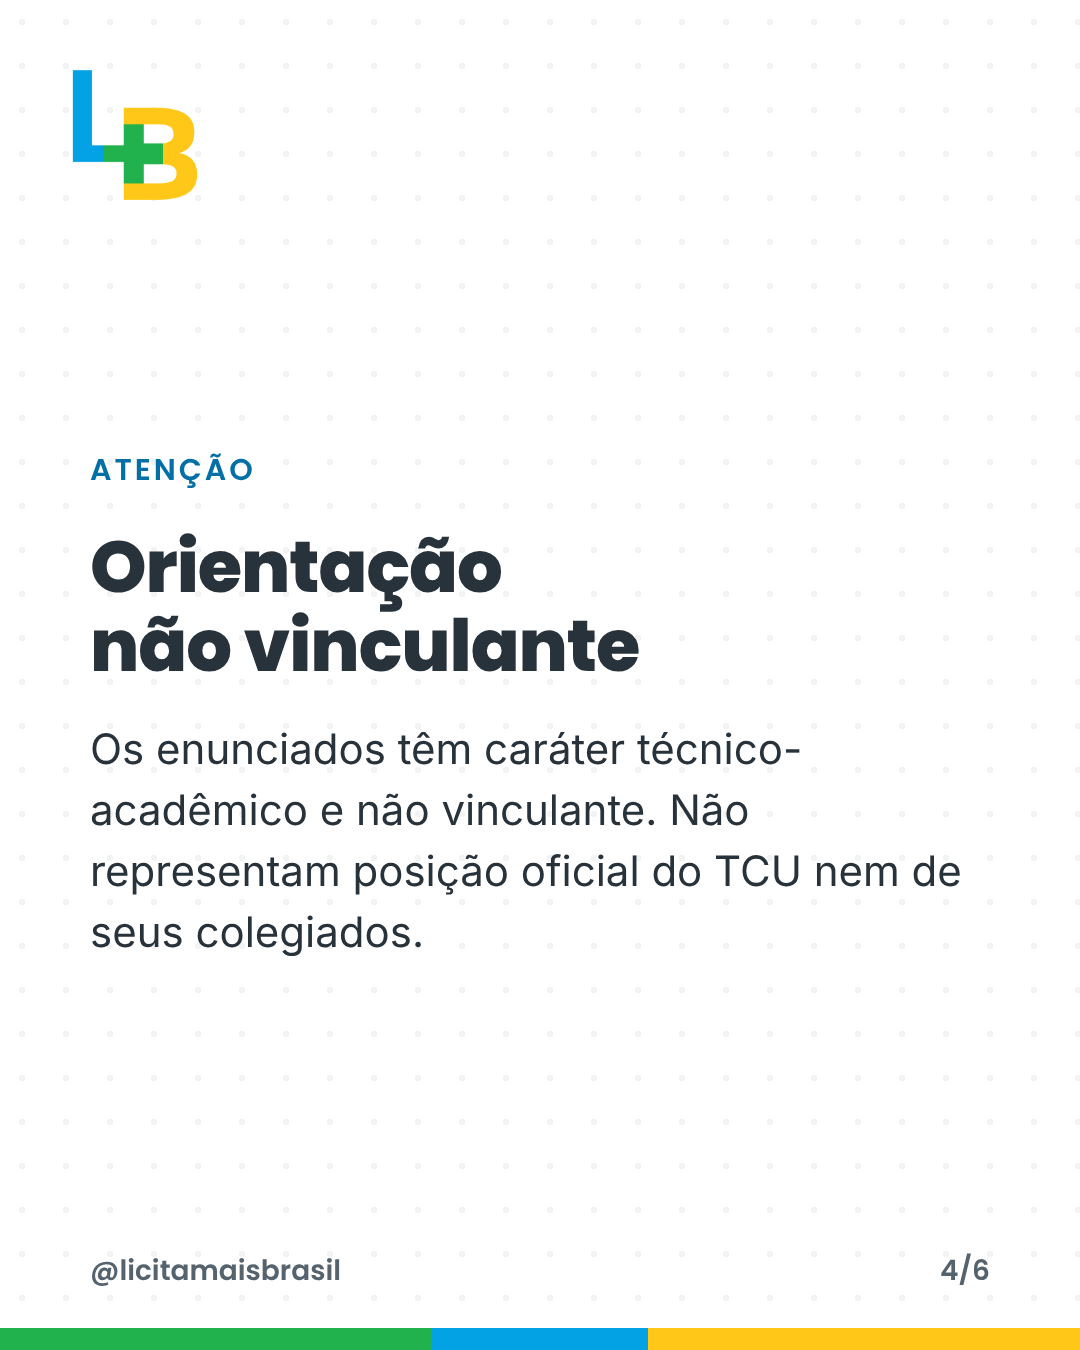 L+B
ATENÇÃO
Orientação
não vinculante
Os enunciados têm caráter técnico-
acadêmico e não vinculante. Não
representam posição oficial do TCU nem de
seus colegiados.
@licitamaisbrasil
4/6